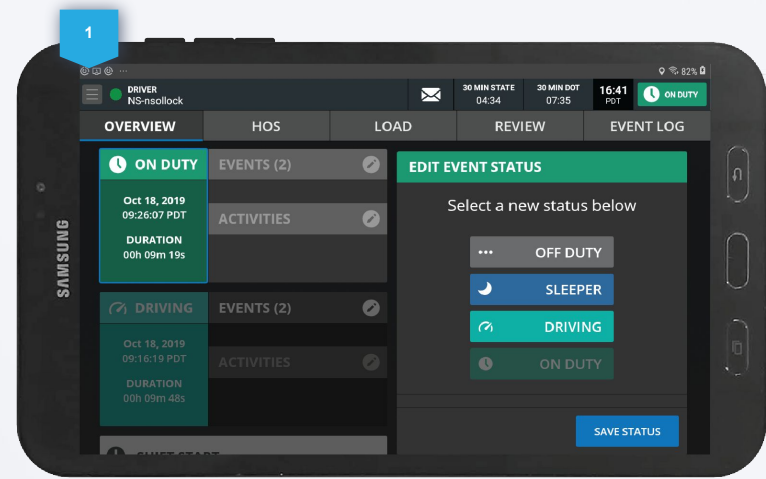 1
82%
DRIVER
NS-nsollock
30 MIN STATE
04:34
30 MIN DOT
07:35
16:41
PDT
ON DUTY
OVERVIEW
HOS
LOAD
REVIEW
EVENT LOG
ON DUTY
Oct 18, 2019
09:26:07 PDT
DURATION
00h 09m 19s
EVENTS (2)
ACTIVITIES
DRIVING
Oct 18, 2019
09:16:19 PDT
DURATION
00h 09m 48s
EVENTS (2)
ACTIVITIES
EDIT EVENT STATUS
Select a new status below
OFF DUTY
SLEEPER
DRIVING
ON DUTY
SAVE STATUS
SAMSUNG